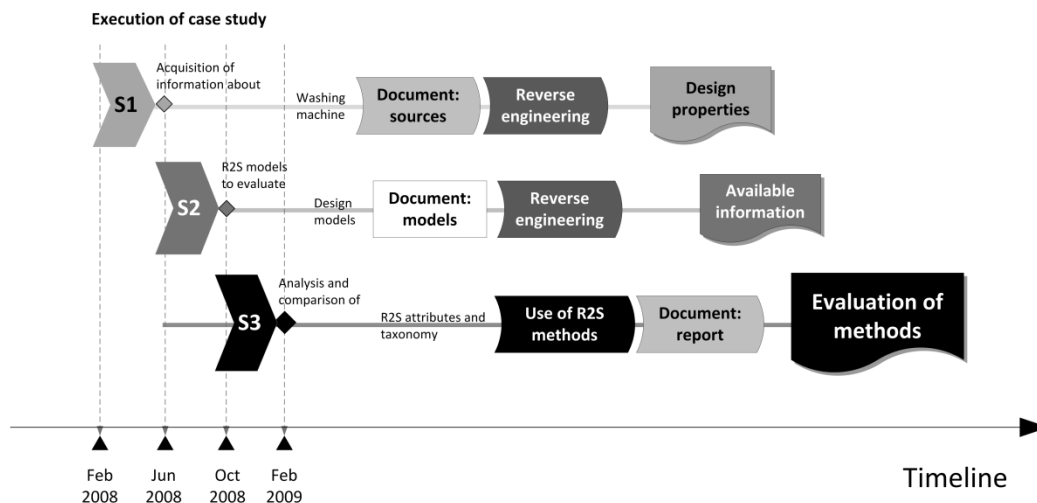 Execution of case study
S1
Acquisition of
information about
Washing
machine
Document:
sources
Reverse
engineering
Design
properties
S2
R2S models
to evaluate
Design
models
Document:
models
Reverse
engineering
Available
information
S3
Analysis and
comparison of
R2S attributes and
taxonomy
Use of R2S
methods
Document:
report
Evaluation of
methods
Feb
2008
Jun
2008
Oct
2008
Feb
2009
Timeline